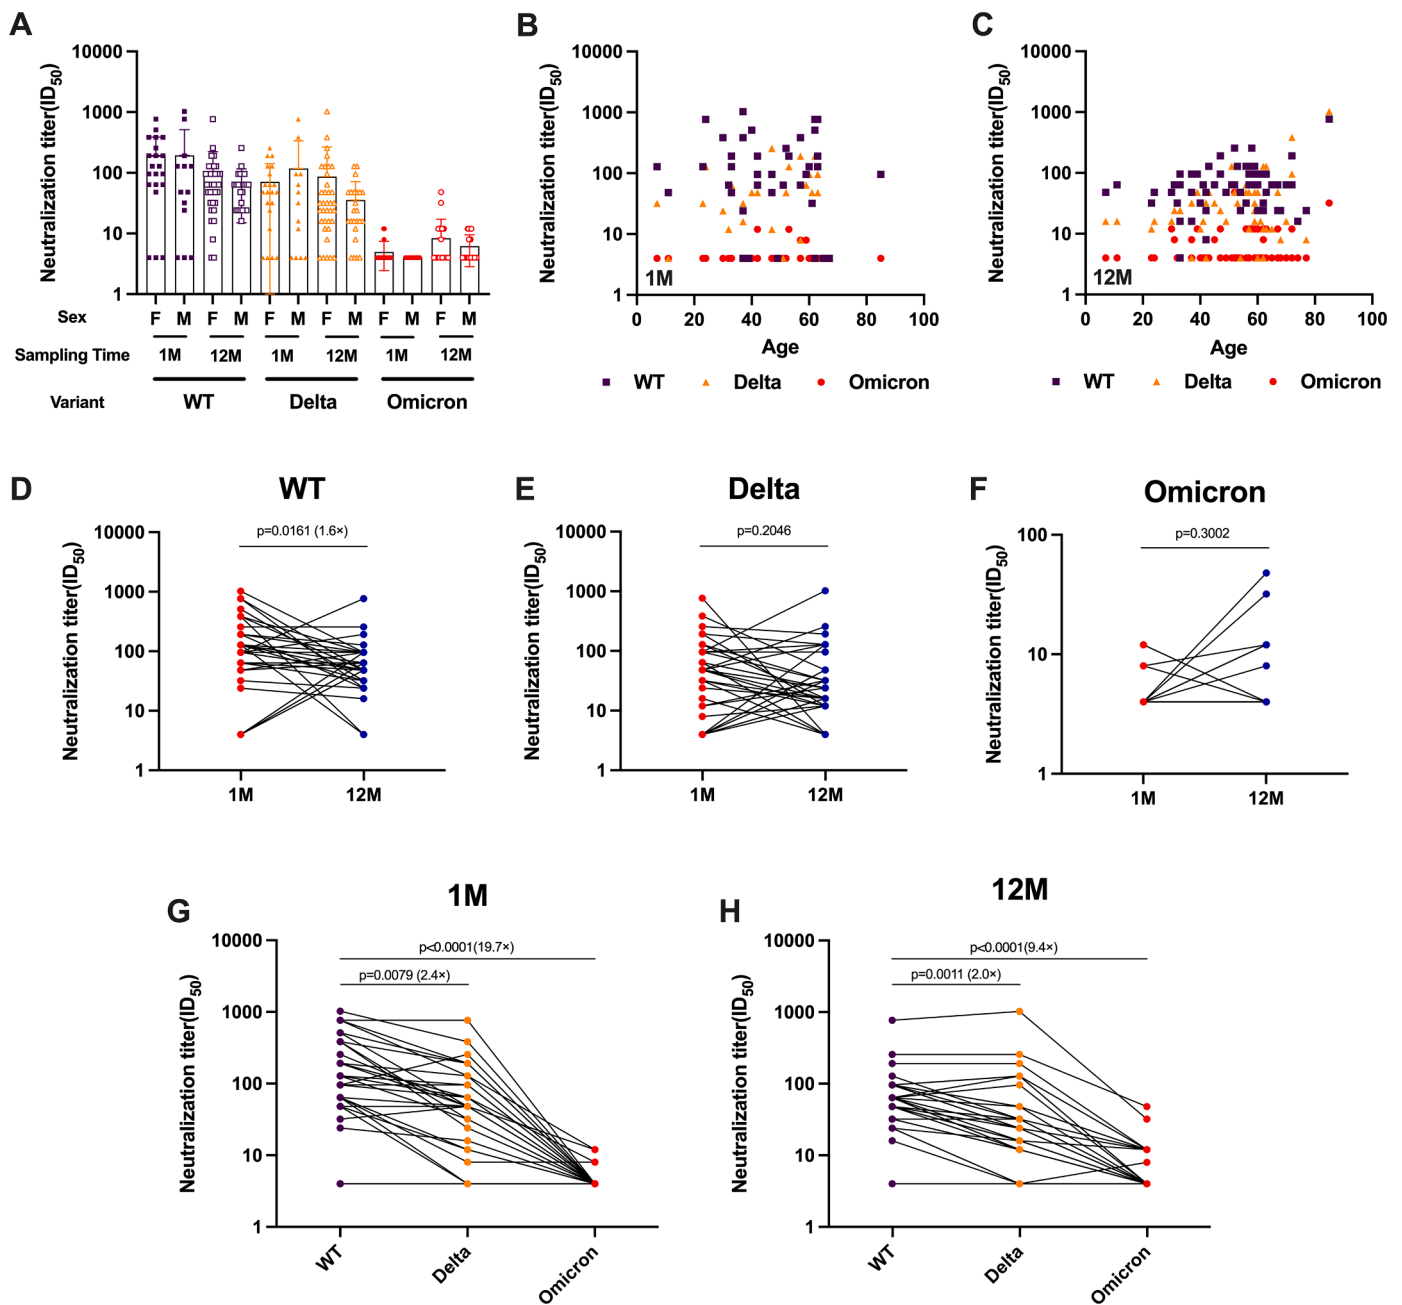 A
Neutralization titer(ID50)
10000
1000
100
10
1
Sex
F M F M F M F M F M F M
Sampling Time
1M 12M 1M 12M 1M 12M
Variant
WT Delta Omicron
B
Neutralization titer(ID50)
10000
1000
100
10
1
1M
0 20 40 60 80 100
Age
WT Delta Omicron
C
Neutralization titer(ID50)
10000
1000
100
10
1
12M
0 20 40 60 80 100
Age
WT Delta Omicron
D
WT
p=0.0161 (1.6×)
Neutralization titer(ID50)
10000
1000
100
10
1
1M 12M
E
Delta
p=0.2046
Neutralization titer(ID50)
10000
1000
100
10
1
1M 12M
F
Omicron
p=0.3002
Neutralization titer(ID50)
100
10
1
1M 12M
G
1M
p<0.0001(19.7×)
p=0.0079 (2.4×)
Neutralization titer(ID50)
10000
1000
100
10
1
WT Delta Omicron
H
12M
p<0.0001(9.4×)
p=0.0011 (2.0×)
Neutralization titer(ID50)
10000
1000
100
10
1
WT Delta Omicron